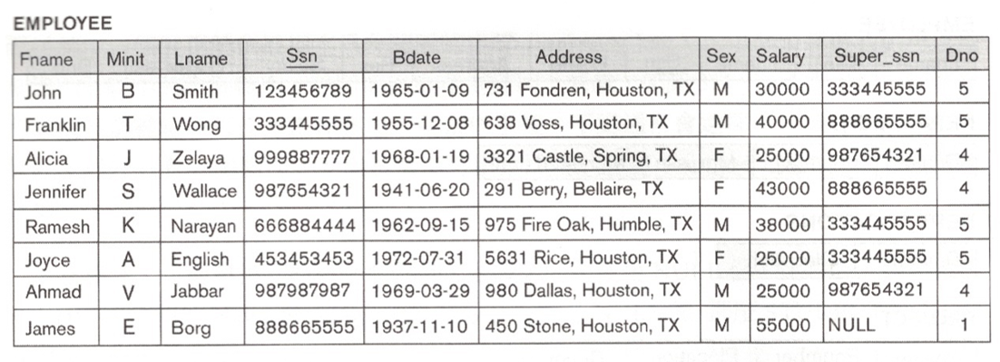 EMPLOYEE
Fname Minit Lname Ssn Bdate Address Sex Salary Super_ssn Dno
John B Smith 123456789 1965-01-09 731 Fondren, Houston, TX M 30000 333445555 5
Franklin T Wong 333445555 1955-12-08 638 Voss, Houston, TX M 40000 888665555 5
Alicia J Zelaya 999887777 1968-01-19 3321 Castle, Spring, TX F 25000 987654321 4
Jennifer S Wallace 987654321 1941-06-20 291 Berry, Bellaire, TX F 43000 888665555 4
Ramesh K Narayan 666884444 1962-09-15 975 Fire Oak, Humble, TX M 38000 333445555 5
Joyce A English 453453453 1972-07-31 5631 Rice, Houston, TX F 25000 333445555 5
Ahmad V Jabbar 987987987 1969-03-29 980 Dallas, Houston, TX M 25000 987654321 4
James E Borg 888665555 1937-11-10 450 Stone, Houston, TX M 55000 NULL 1